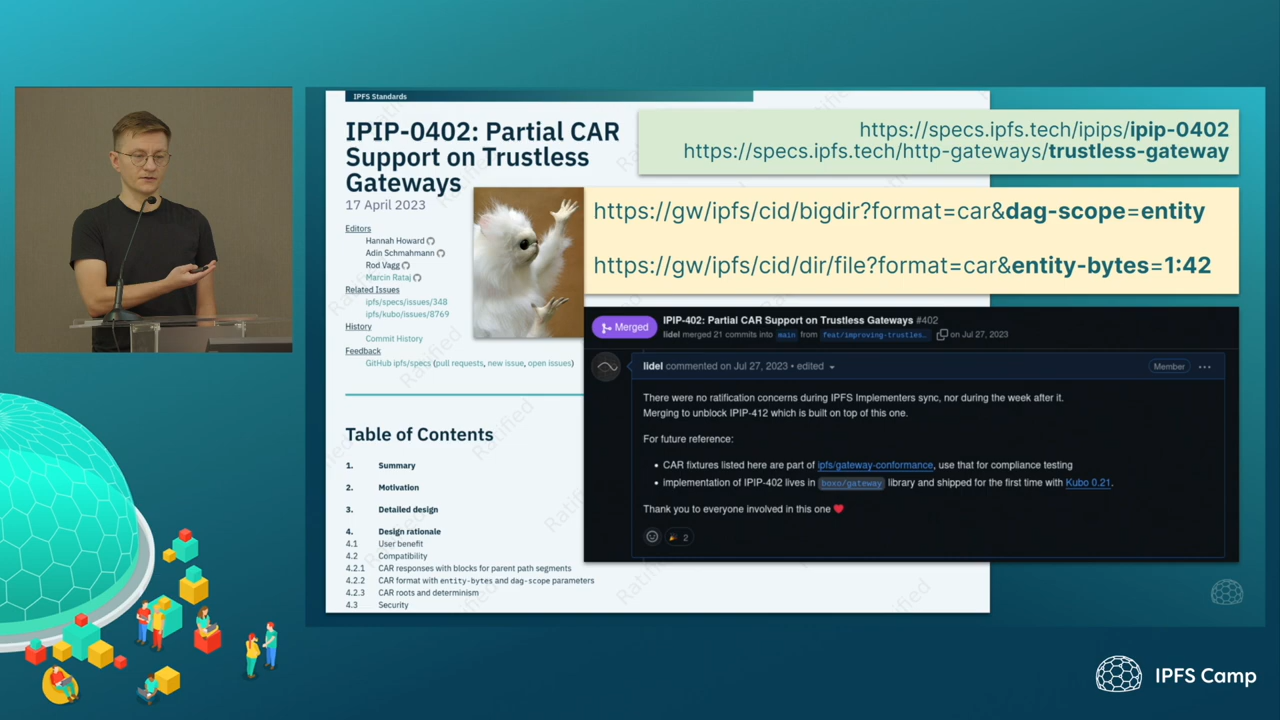 IPFS Standards
IPIP-0402: Partial CAR
Support on Trustless
Gateways
17 April 2023
Editors
Hannah Howard
Adin Schmahmann
Rod Vagg
Marcin Rataj
Related Issues
ipfs/specs/issues/348
ipfs/kubo/issues/8769
History
Commit History
Feedback
GitHub ipfs/specs (pull requests, new issue, open issues)
Table of Contents
1. Summary
2. Motivation
3. Detailed design
4. Design rationale
4.1 User benefit
4.2 Compatibility
4.2.1 CAR responses with blocks for parent path segments
4.2.2 CAR format with entity-bytes and dag-scope parameters
4.2.3 CAR roots and determinism
4.3 Security
Ratified
Ratified
Ratified
Ratified
Ratified
https://specs.ipfs.tech/ipips/ipip-0402
https://specs.ipfs.tech/http-gateways/trustless-gateway
https://gw/ipfs/cid/bigdir?format=car&dag-scope=entity
https://gw/ipfs/cid/dir/file?format=car&entity-bytes=1:42
Merged
IPIP-402: Partial CAR Support on Trustless Gateways #402
lidel merged 21 commits into main from feat/improving-trustles… on Jul 27, 2023
lidel commented on Jul 27, 2023 • edited
Member
There were no ratification concerns during IPFS Implementers sync, nor during the week after it.
Merging to unblock IPIP-412 which is built on top of this one.
For future reference:
• CAR fixtures listed here are part of ipfs/gateway-conformance, use that for compliance testing
• implementation of IPIP-402 lives in boxo/gateway library and shipped for the first time with Kubo 0.21.
Thank you to everyone involved in this one ❤️
🎉 2
IPFS Camp